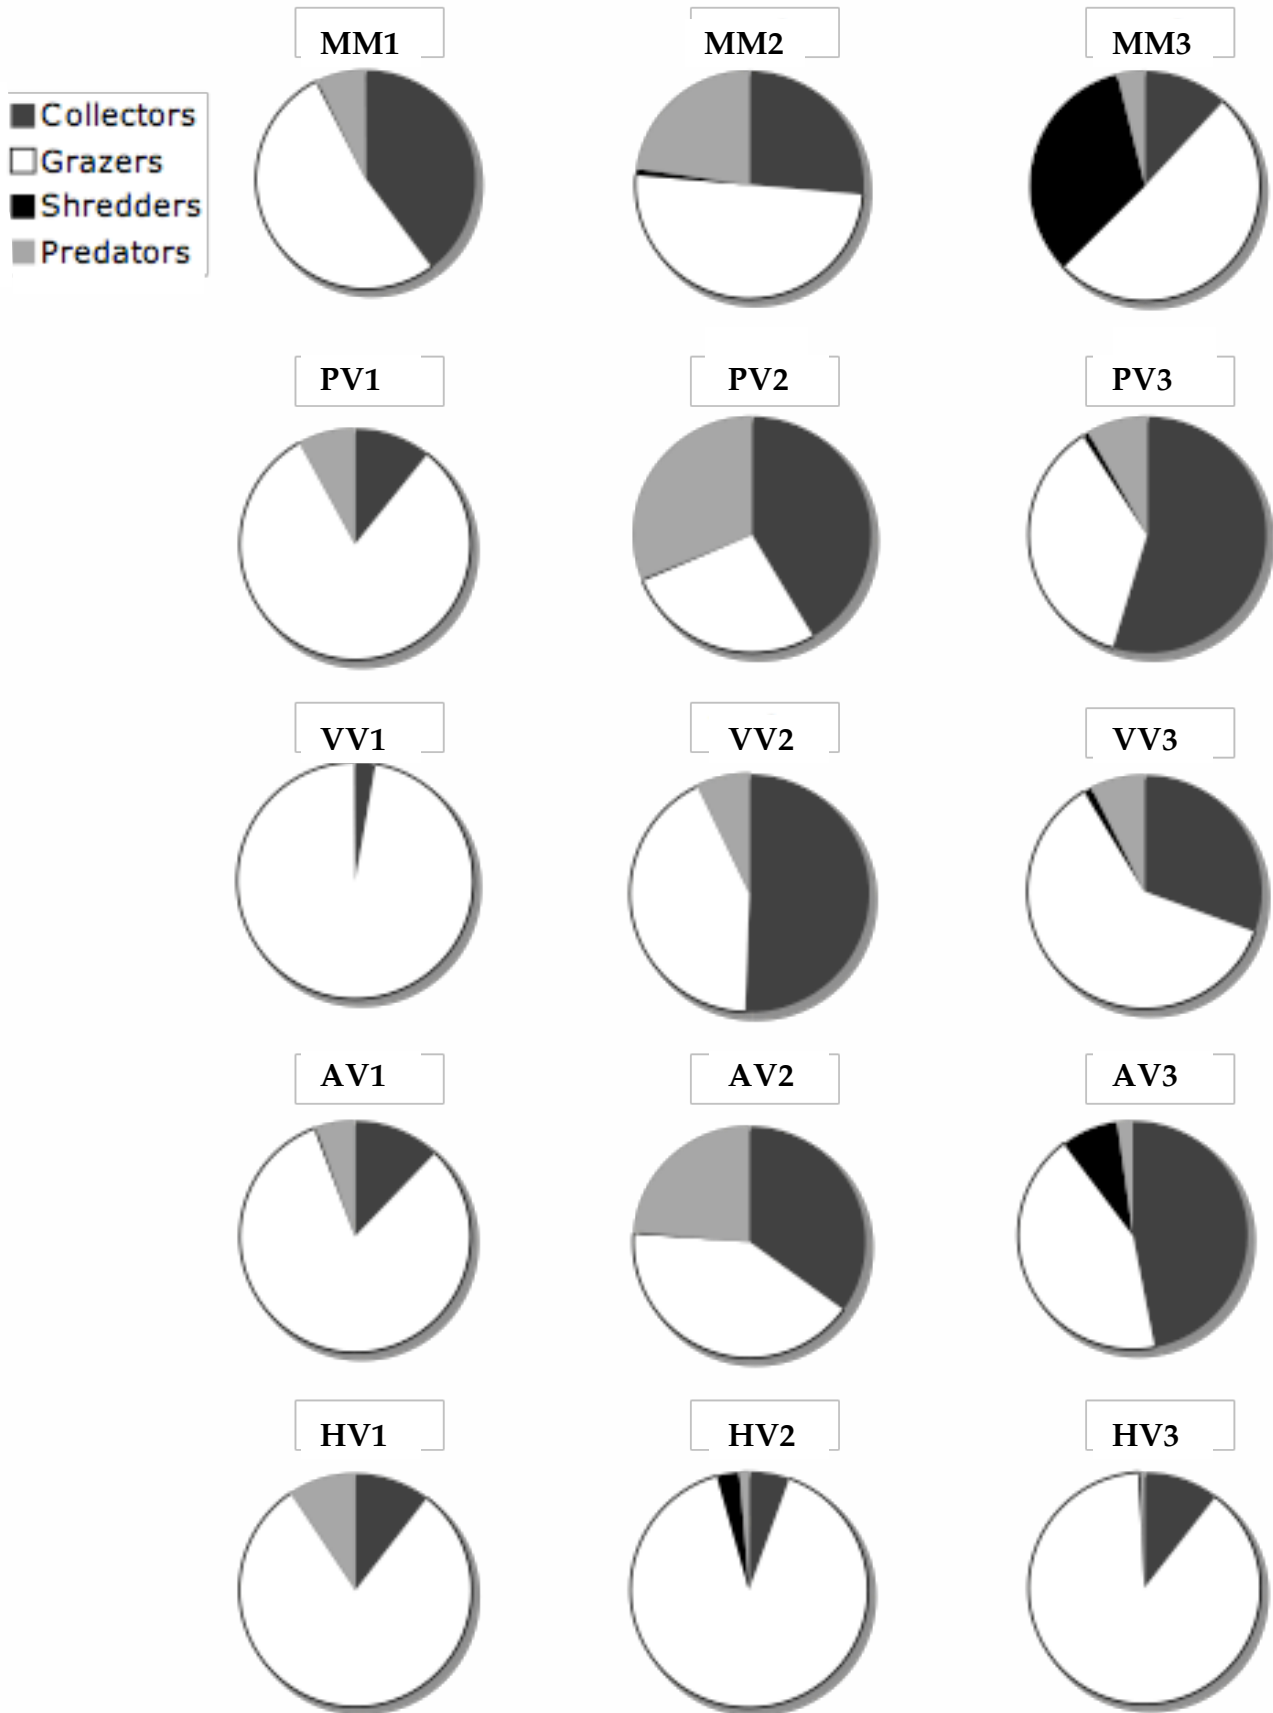 MM1
MM2
MM3
Collectors
Grazers
Shredders
Predators
PV1
PV2
PV3
VV1
VV2
VV3
AV1
AV2
AV3
HV1
HV2
HV3